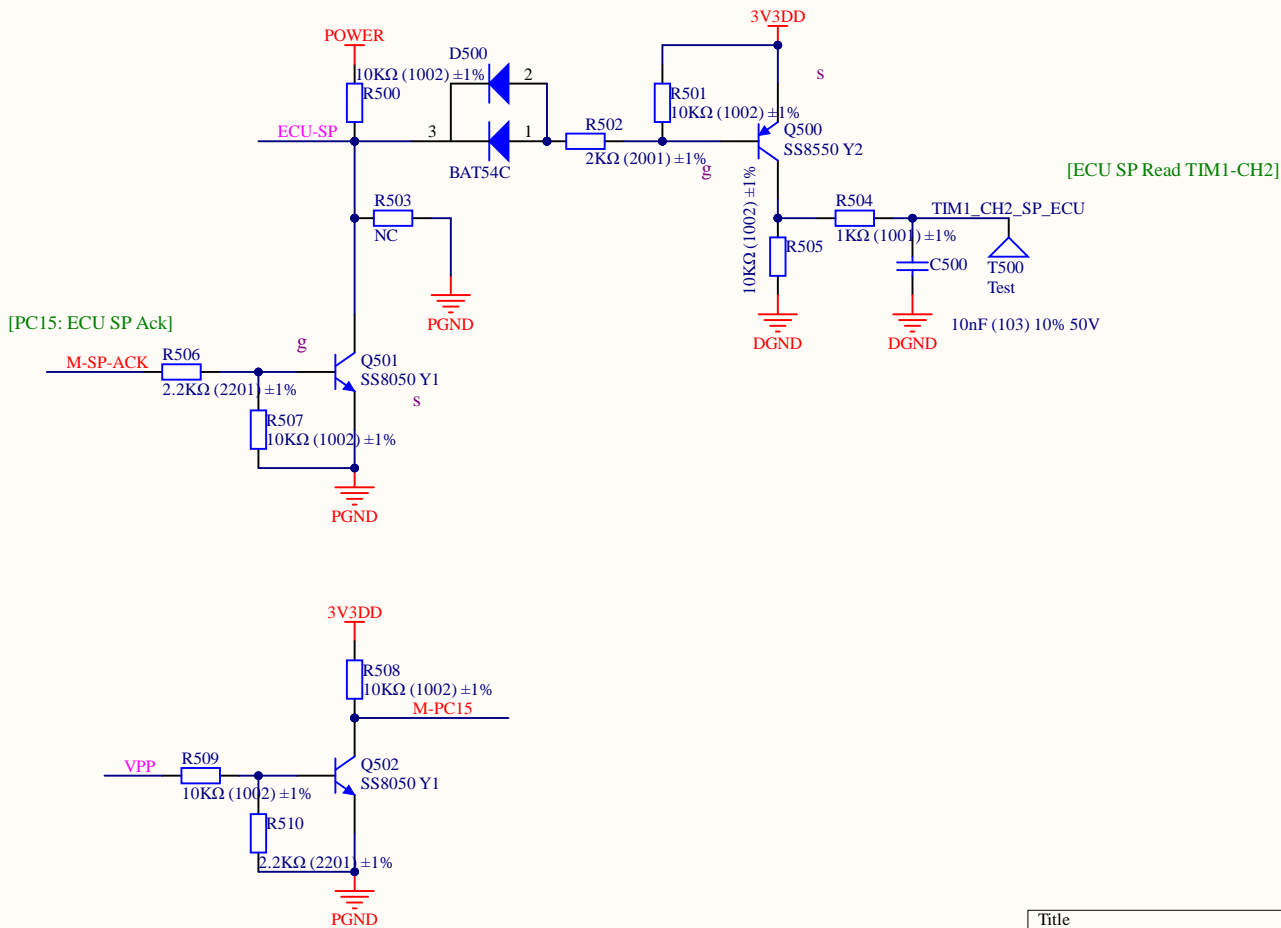 3V3DD
POWER
D500
10KΩ (1002) ±1%
2
s
R500
R501
10KΩ (1002) ±1%
ECU-SP
3
1
R502
Q500
SS8550 Y2
2KΩ (2001) ±1%
BAT54C
g
[ECU SP Read TIM1-CH2]
10KΩ (1002) ±1%
R503
NC
R504
TIM1_CH2_SP_ECU
1KΩ (1001) ±1%
R505
C500
T500
Test
PGND
[PC15: ECU SP Ack]
10nF (103) 10% 50V
DGND
DGND
g
M-SP-ACK
R506
Q501
SS8050 Y1
2.2KΩ (2201) ±1%
s
R507
10KΩ (1002) ±1%
PGND
3V3DD
R508
10KΩ (1002) ±1%
M-PC15
VPP
R509
Q502
SS8050 Y1
10KΩ (1002) ±1%
R510
2.2KΩ (2201) ±1%
PGND
Title